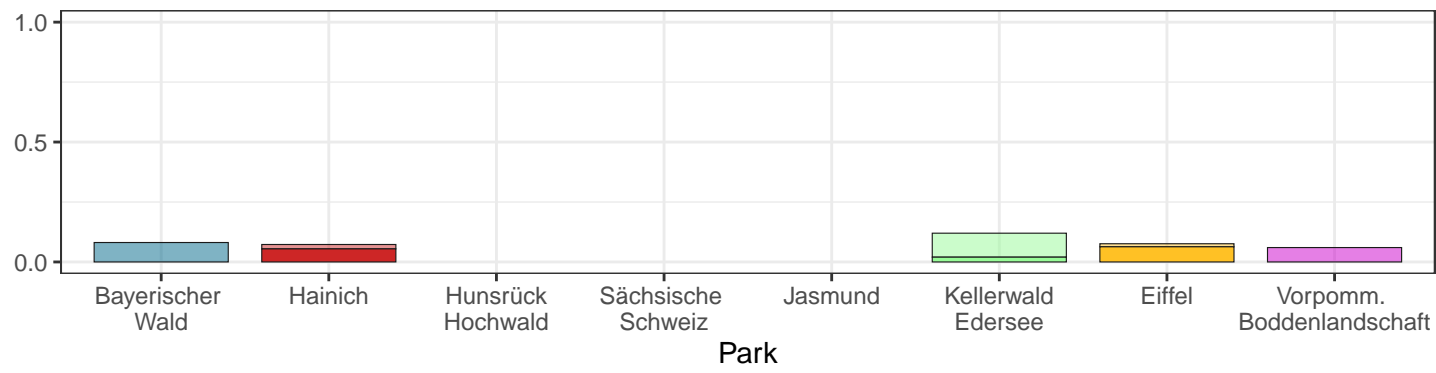 1.0
0.5
0.0
Bayerischer Hainich Hunsrück Sächsische Jasmund Kellerwald Eiffel Vorpomm.
Wald Hochwald Schweiz Edersee Boddenlandschaft
Park